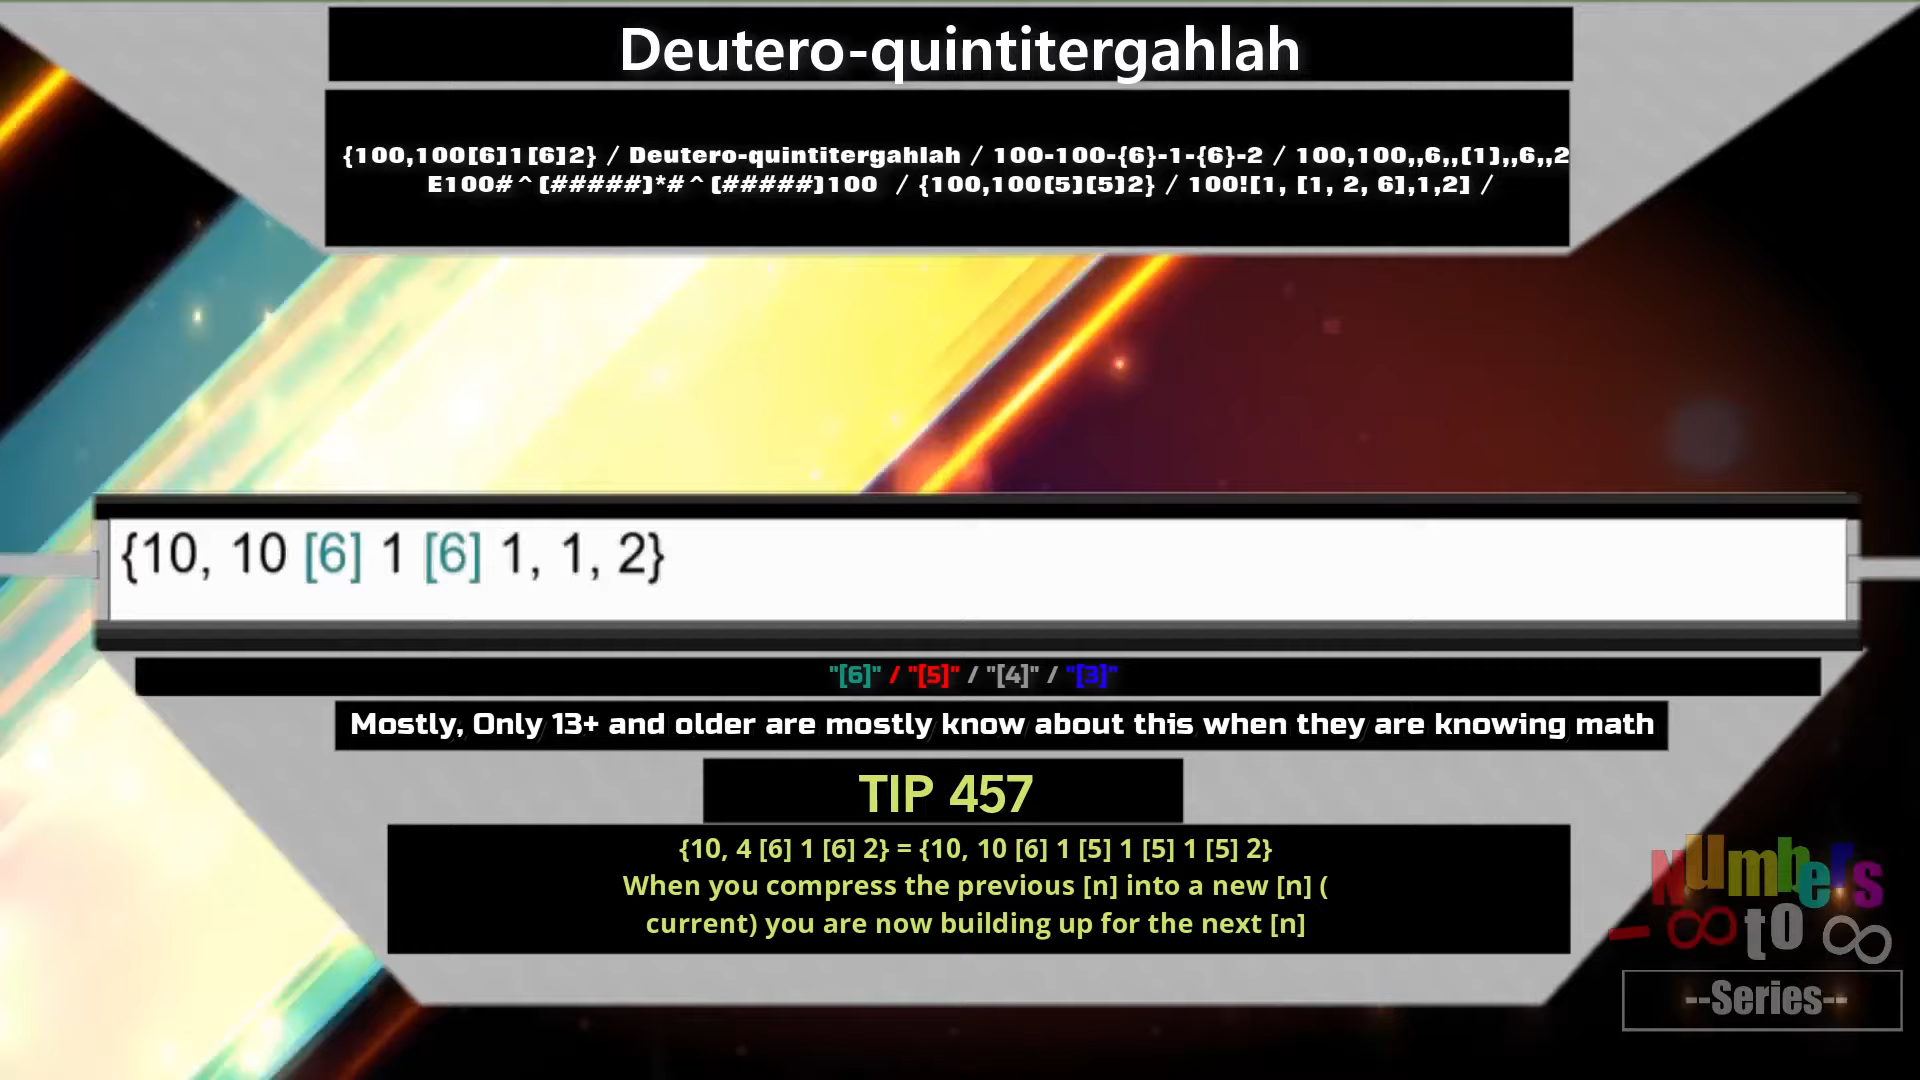 Deutero-quintitergahlah
{100,100[6]1[6]2} / Deutero-quintitergahlah / 100-100-{6}-1-{6}-2 / 100,100,,6,,(1),,6,,2
E100#^(#####)*#^(#####)100 / {100,100(5)(5)2} / 100![1, [1, 2, 6],1,2] /
{10, 10 [6] 1 [6] 1, 1, 2}
"[6]" / "[5]" / "[4]" / "[3]"
Mostly, Only 13+ and older are mostly know about this when they are knowing math
TIP 457
{10, 4 [6] 1 [6] 2} = {10, 10 [6] 1 [5] 1 [5] 1 [5] 2}
When you compress the previous [n] into a new [n] (
current) you are now building up for the next [n]
Numbers
-∞ to ∞
--Series--